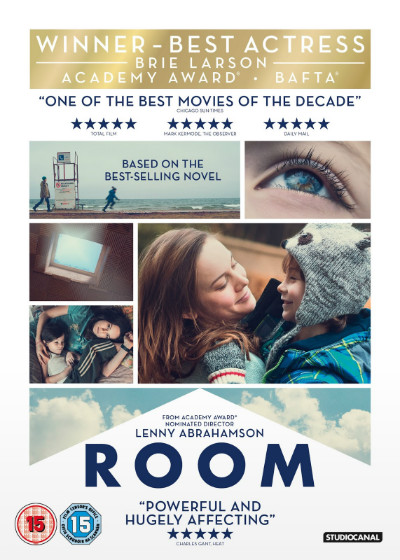 WINNER – BEST ACTRESS
BRIE LARSON
ACADEMY AWARD® • BAFTA®
“ONE OF THE BEST MOVIES OF THE DECADE”
CHICAGO SUN TIMES
TOTAL FILM
MARK KERMODE, THE OBSERVER
DAILY MAIL
BASED ON THE
BEST-SELLING NOVEL
FROM ACADEMY AWARD®
NOMINATED DIRECTOR
LENNY ABRAHAMSON
ROOM
“POWERFUL AND
HUGELY AFFECTING”
CHARLES GANT, HEAT
15
15
STUDIOCANAL